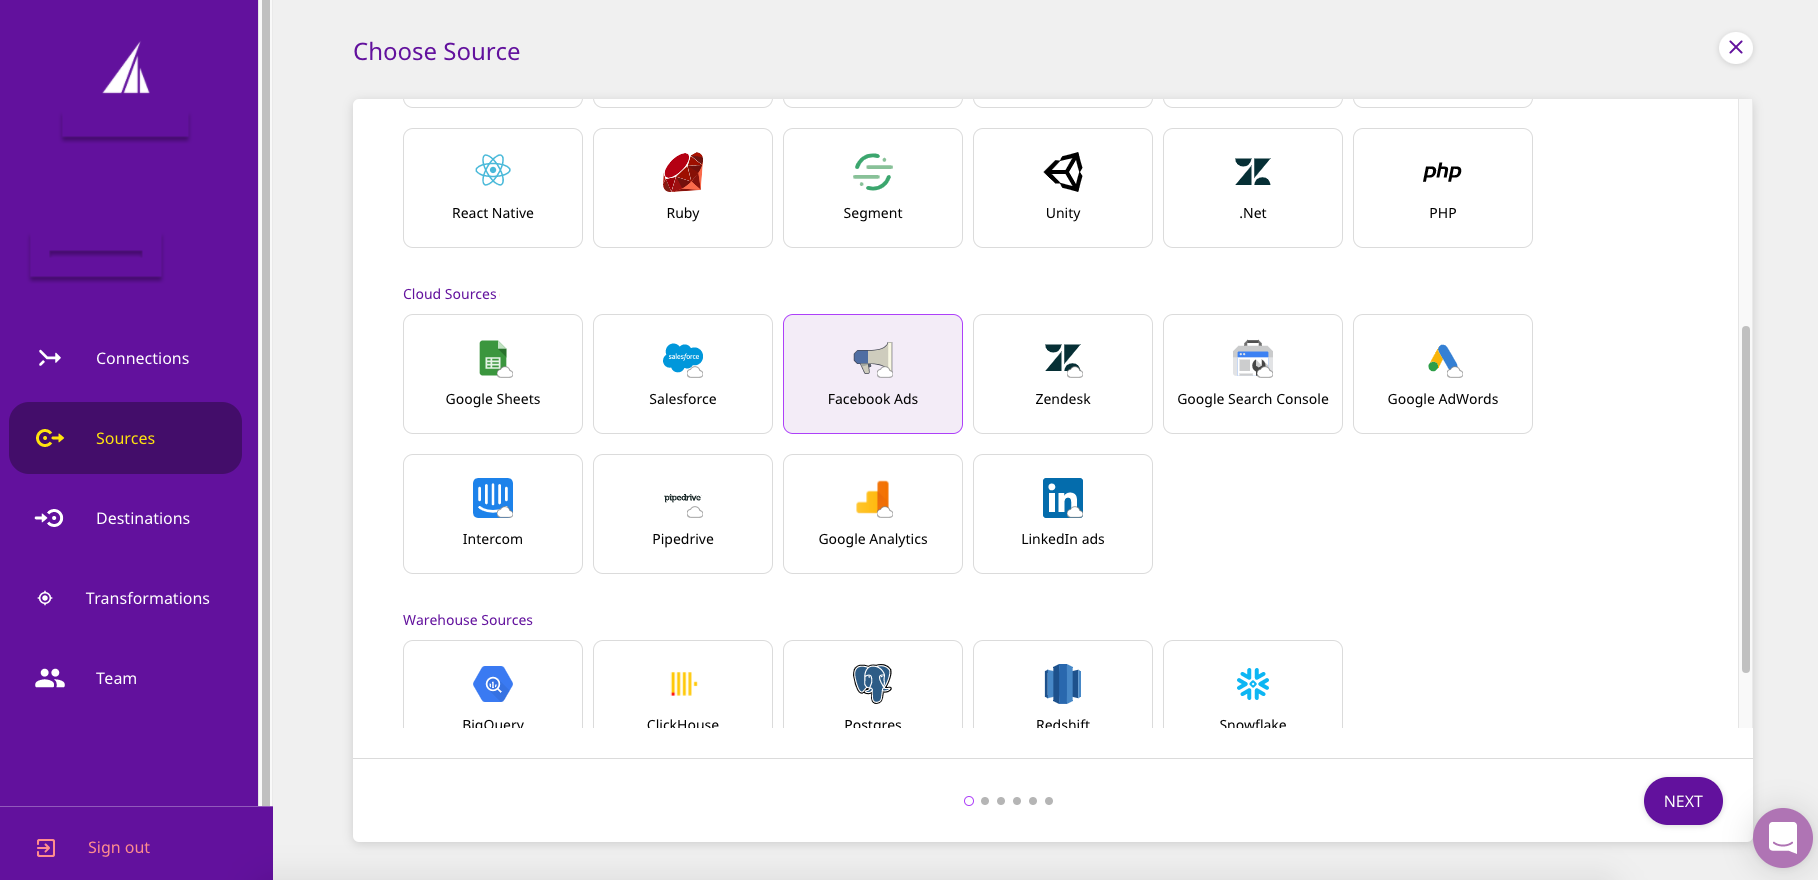 Choose Source
React Native
Ruby
Segment
Unity
.Net
php
PHP
Cloud Sources
Google Sheets
salesforce
Salesforce
Facebook Ads
Zendesk
Google Search Console
Google AdWords
Intercom
pipedrive
Pipedrive
Google Analytics
in
LinkedIn ads
Warehouse Sources
BigQuery
ClickHouse
Postgres
Redshift
Snowflake
NEXT
Connections
Sources
Destinations
Transformations
Team
Sign out